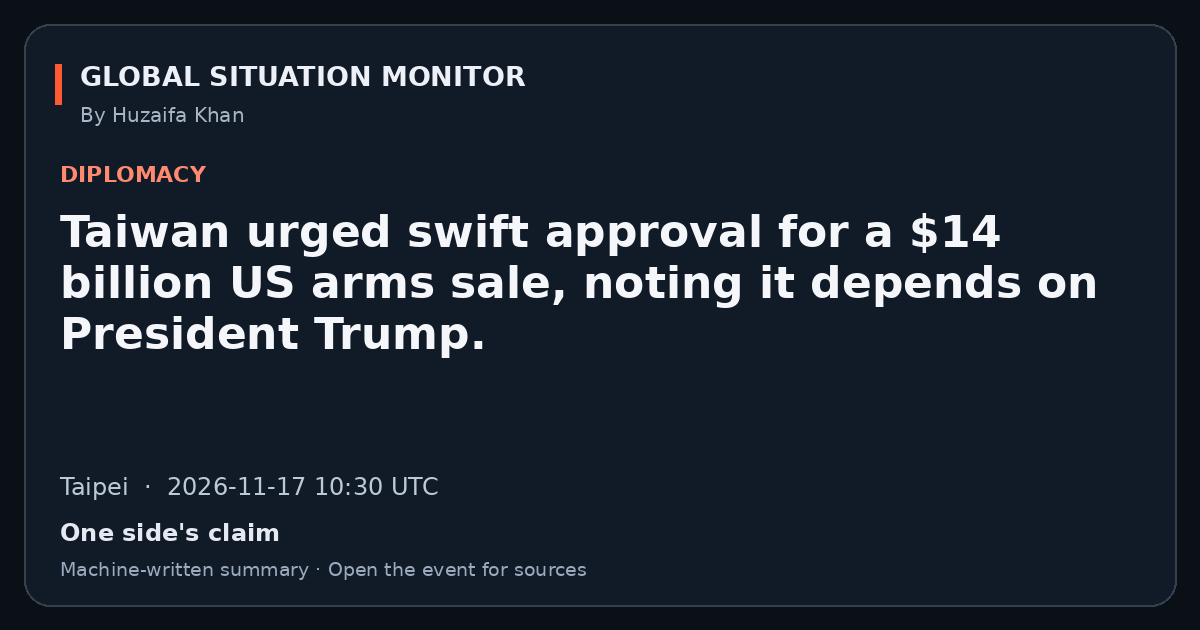 GLOBAL SITUATION MONITOR
By Huzaifa Khan
DIPLOMACY
Taiwan urged swift approval for a $14
billion US arms sale, noting it depends on
President Trump.
Taipei · 2026-11-17 10:30 UTC
One side's claim
Machine-written summary · Open the event for sources